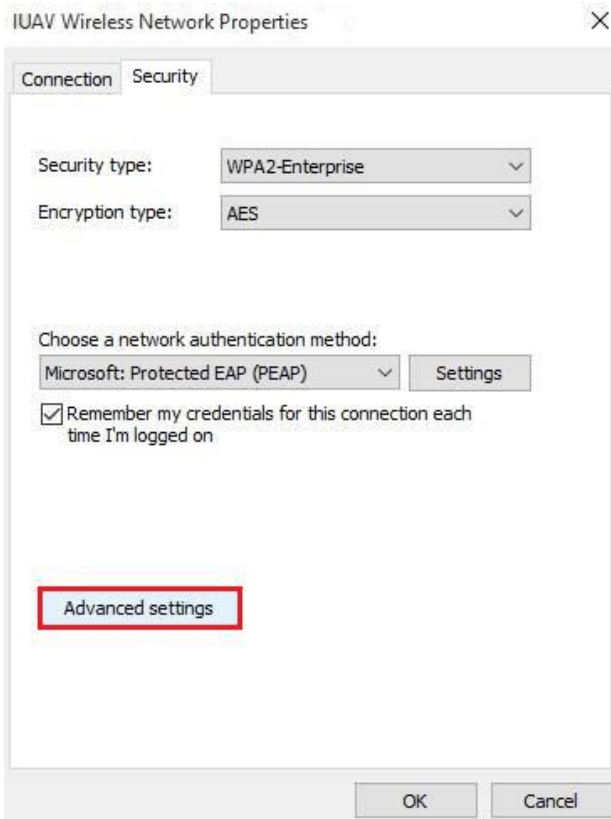 IUAV Wireless Network Properties
Connection
Security
Security type:
WPA2-Enterprise
Encryption type:
AES
Choose a network authentication method:
Microsoft: Protected EAP (PEAP)
Settings
Remember my credentials for this connection each
time I'm logged on
Advanced settings
OK
Cancel